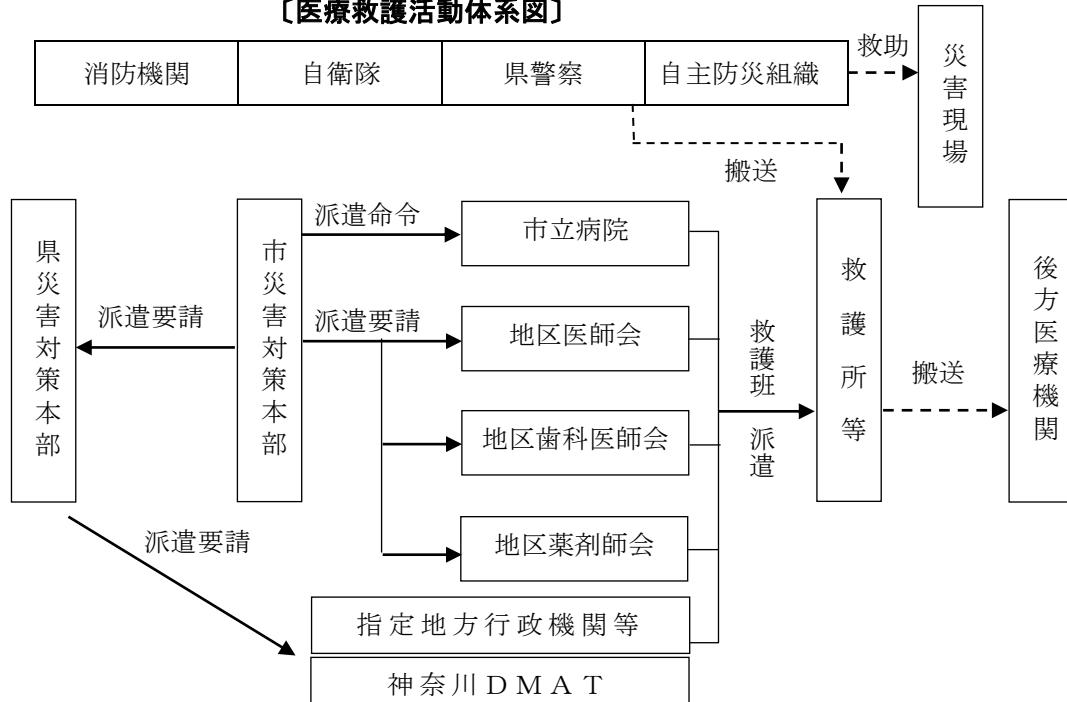 〔医療救護活動体系図〕
消防機関
自衛隊
県警察
自主防災組織
救助
災害現場
搬送
県災害対策本部
派遣要請
市災害対策本部
派遣命令
市立病院
派遣要請
地区医師会
地区歯科医師会
地区薬剤師会
救護班
派遣
救護所等
搬送
後方医療機関
派遣要請
指定地方行政機関等
神奈川ＤＭＡＴ